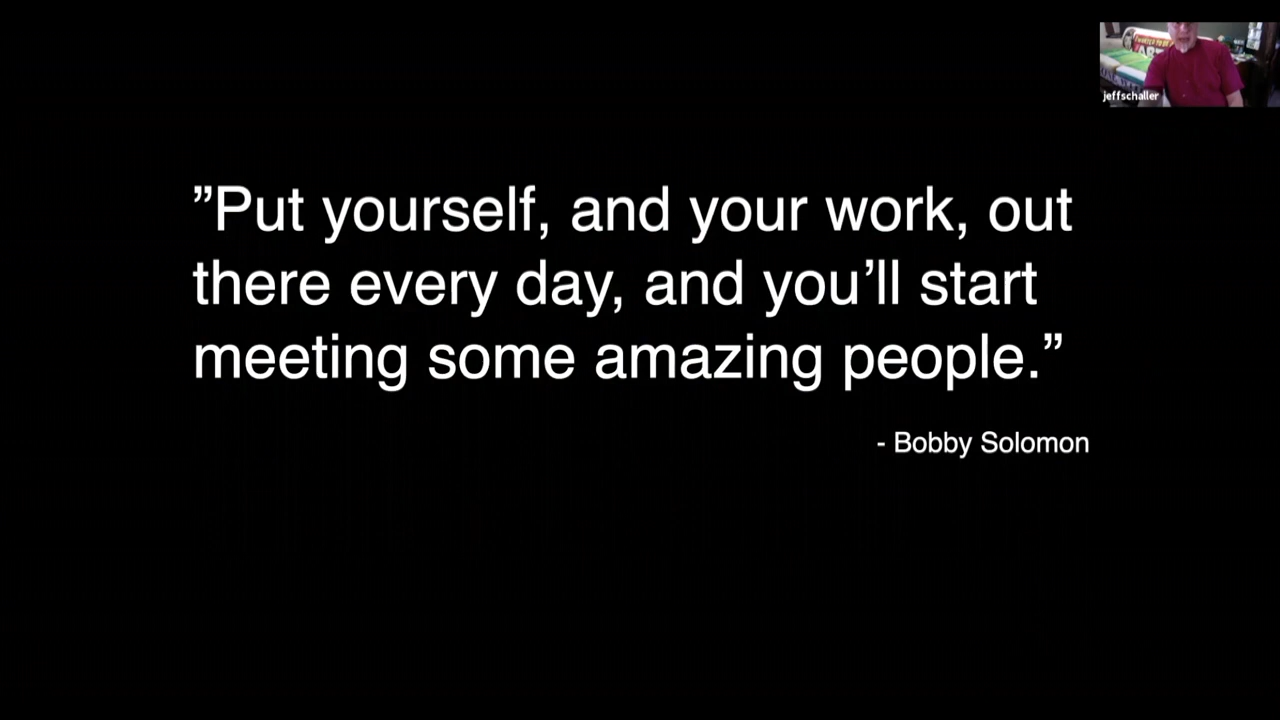 ”Put yourself, and your work, out
there every day, and you’ll start
meeting some amazing people.”
- Bobby Solomon
jeffschaller